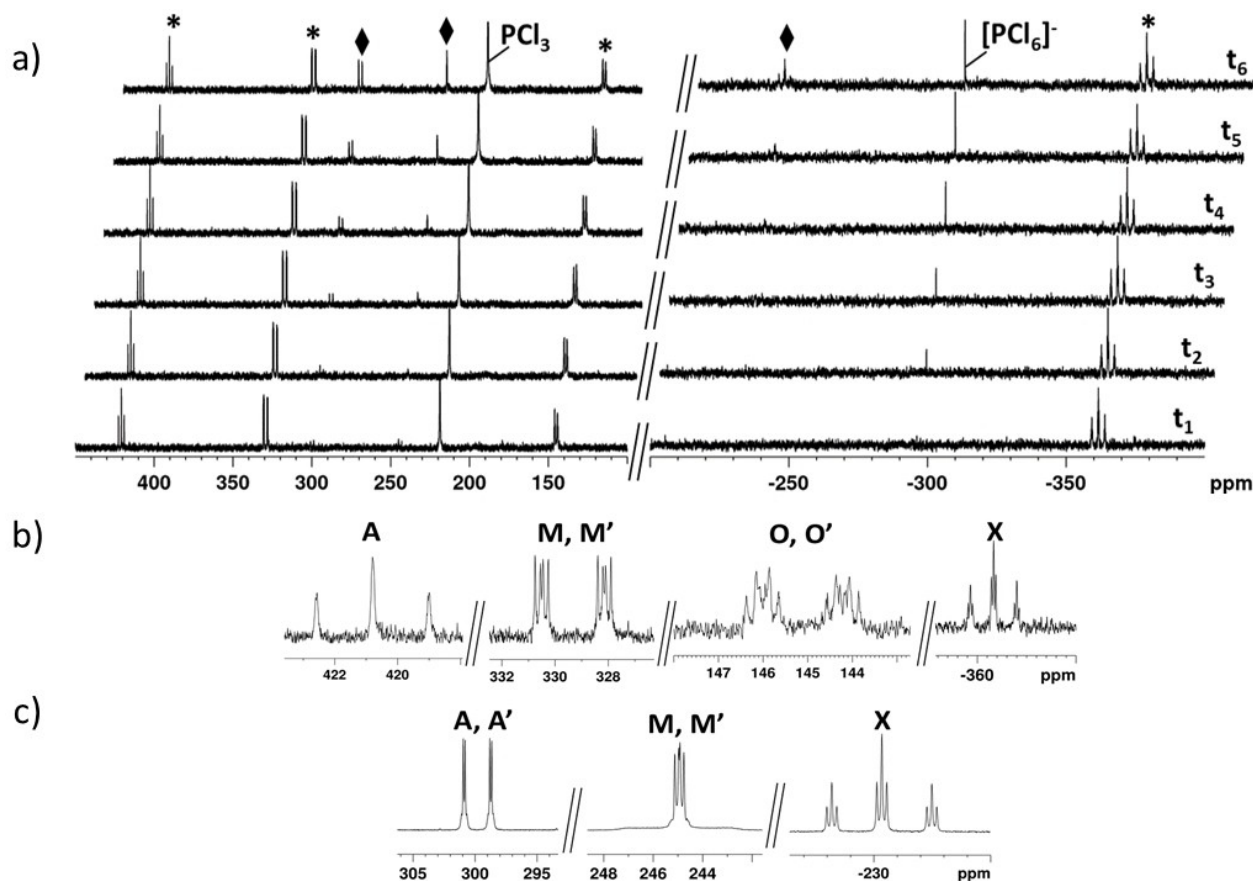 a)
* * ♦ ♦ PCl₃ * ♦ [PCl₆]⁻ *
t₆
t₅
t₄
t₃
t₂
t₁
400 350 300 250 200 150 -250 -300 -350 ppm
b)
A M, M’ O, O’ X
422 420 332 330 328 147 146 145 144 -360 ppm
c)
A, A’ M, M’ X
305 300 295 248 246 244 -230 ppm